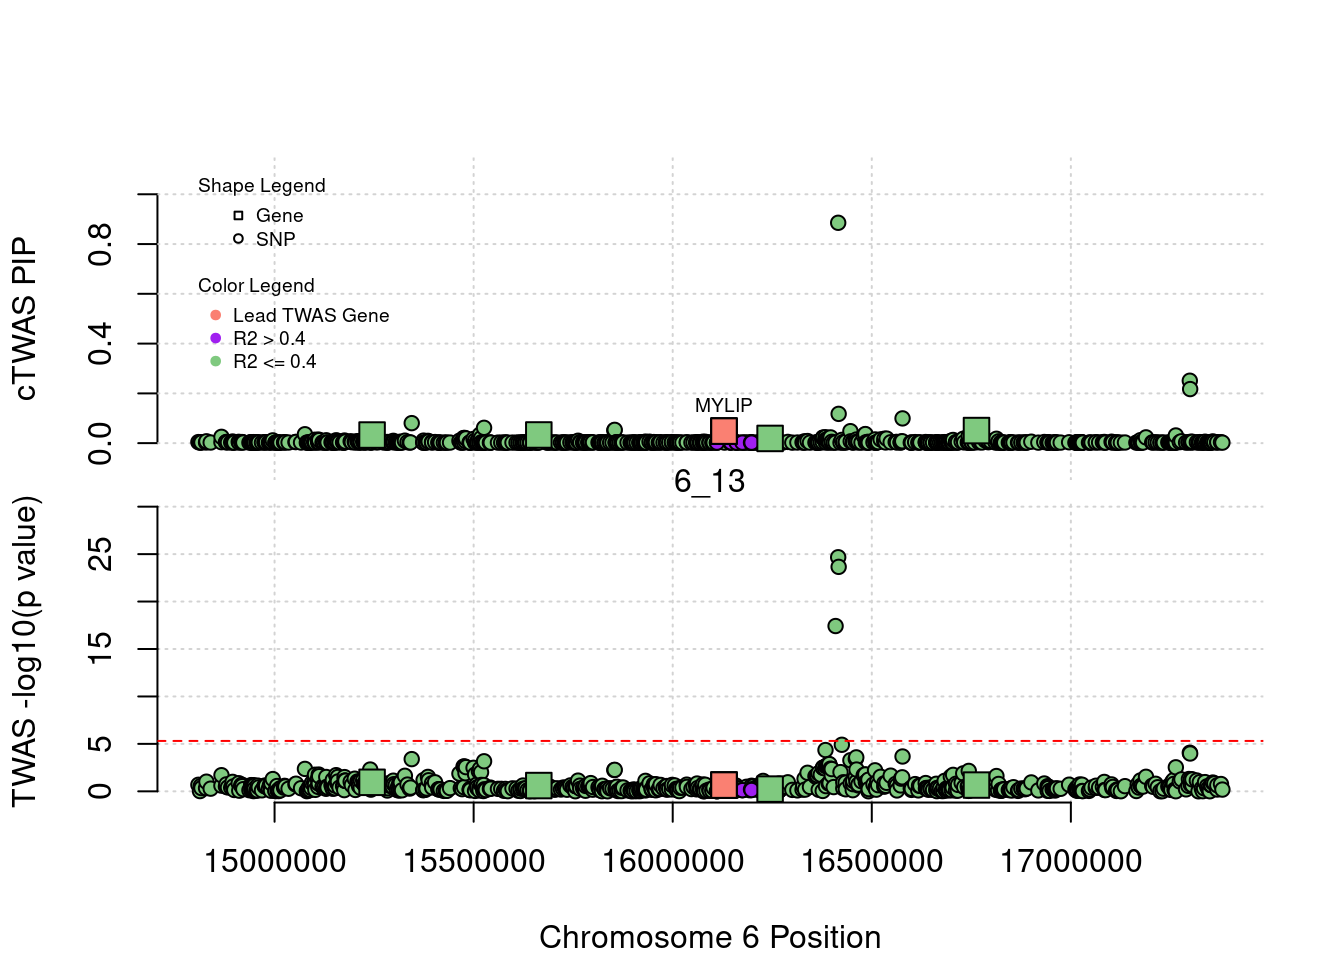 Shape Legend
Gene
SNP
Color Legend
Lead TWAS Gene
R2 > 0.4
R2 <= 0.4
cTWAS PIP
0.8
0.4
0.0
MYLIP
6_13
TWAS -log10(p value)
25
15
5
0
15000000 15500000 16000000 16500000 17000000
Chromosome 6 Position